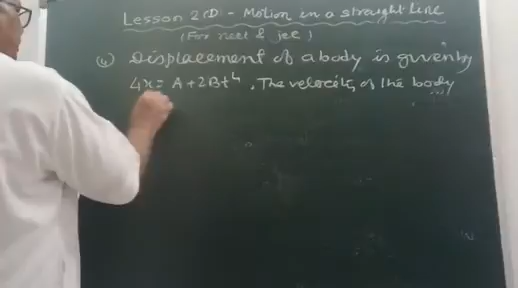 Lesson 2(D) - Motion in a straight line
(For neet & jee)
(4) Displacement of a body is given by
4x = A + 2Bt⁴. The velocity of the body